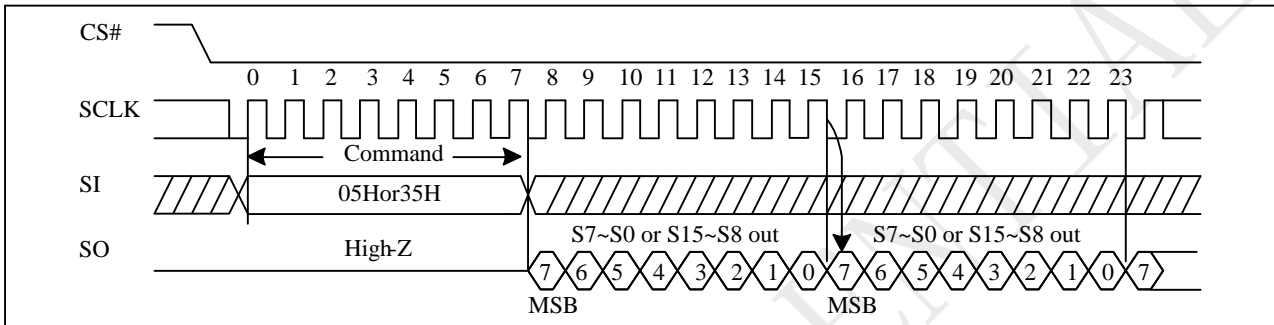 CS#
0 1 2 3 4 5 6 7 8 9 10 11 12 13 14 15 16 17 18 19 20 21 22 23
SCLK
Command
SI
05Hor35H
S7~S0 or S15~S8 out S7~S0 or S15~S8 out
SO
High-Z
7 6 5 4 3 2 1 0 7 6 5 4 3 2 1 0 7
MSB MSB